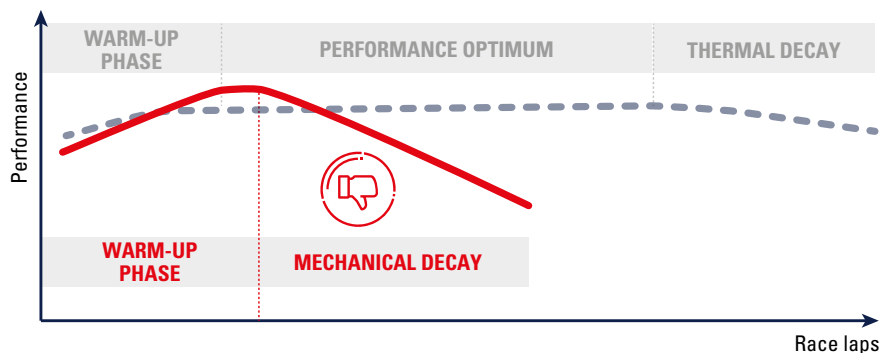 WARM-UP
PHASE
PERFORMANCE OPTIMUM
THERMAL DECAY
Performance
WARM-UP
PHASE
MECHANICAL DECAY
Race laps